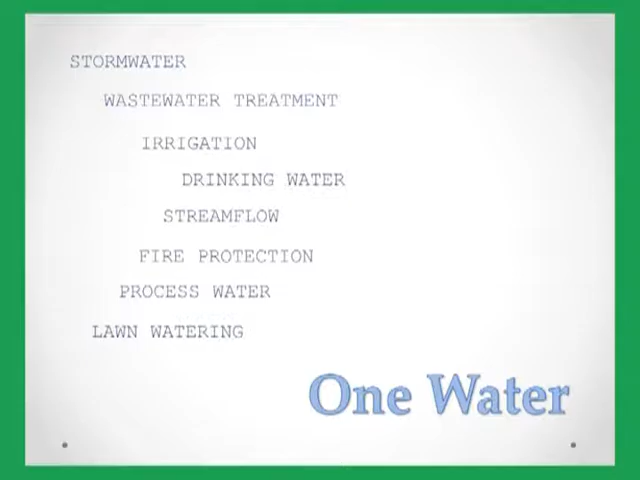 STORMWATER
WASTEWATER TREATMENT
IRRIGATION
DRINKING WATER
STREAMFLOW
FIRE PROTECTION
PROCESS WATER
LAWN WATERING
One Water